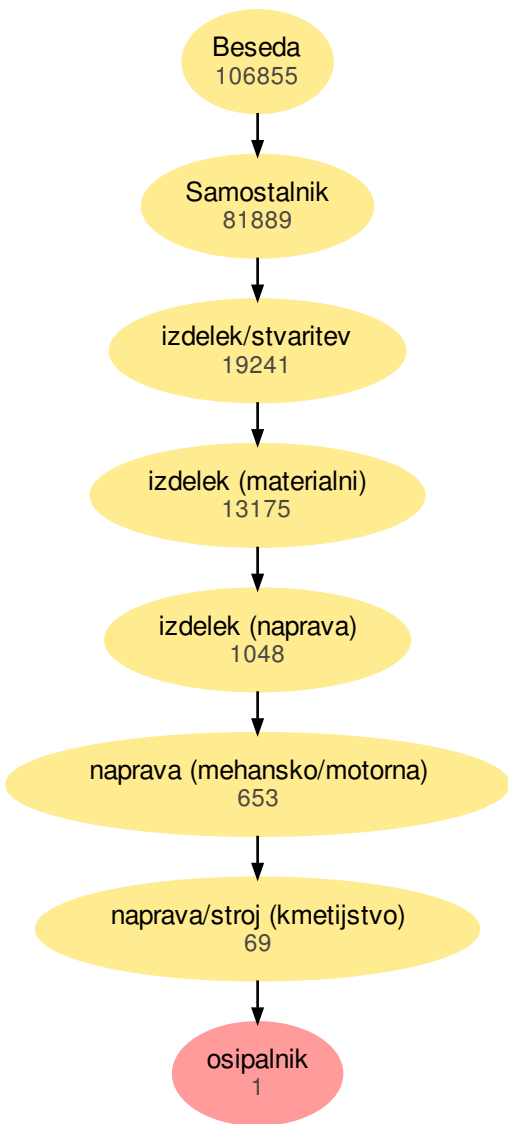 Beseda
106855
Samostalnik
81889
izdelek/stvaritev
19241
izdelek (materialni)
13175
izdelek (naprava)
1048
naprava (mehansko/motorna)
653
naprava/stroj (kmetijstvo)
69
osipalnik
1